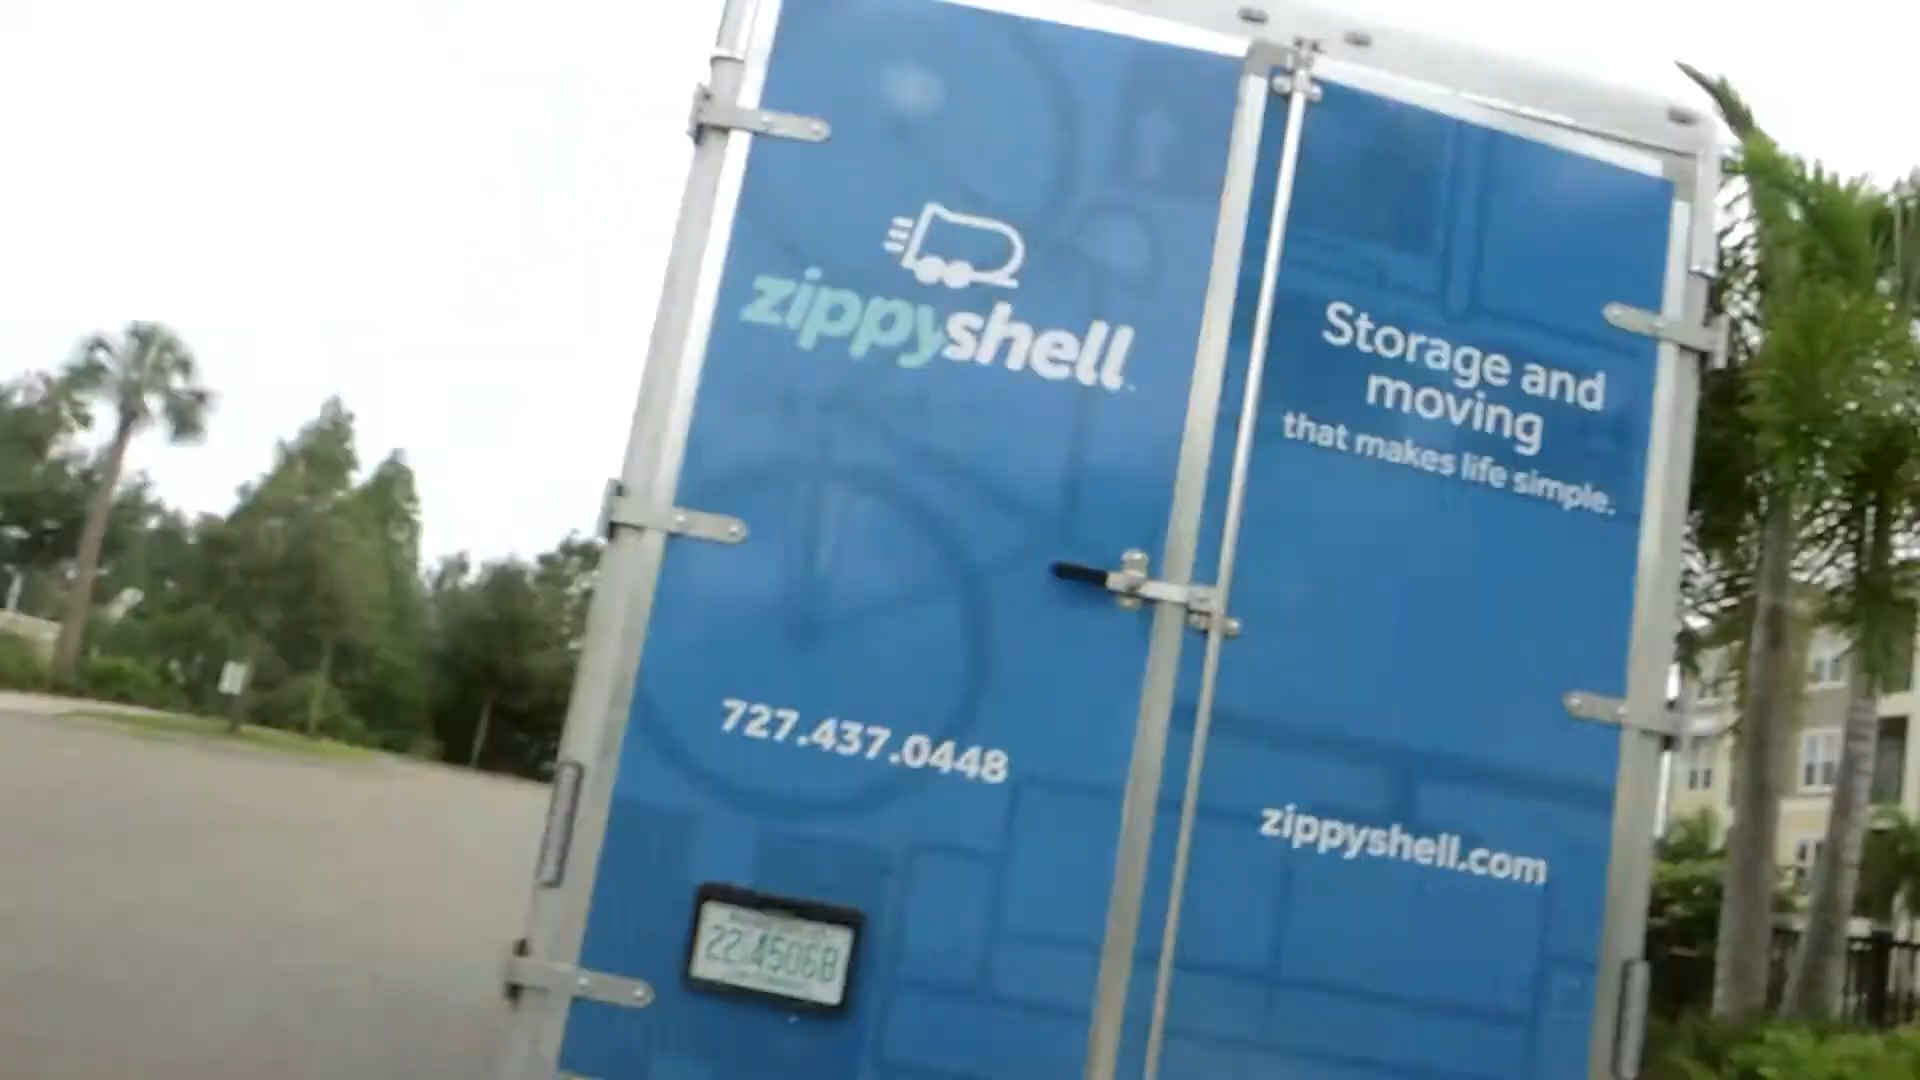 zippyshell
Storage and
moving
that makes life simple.
727.437.0448
zippyshell.com
22 4506B